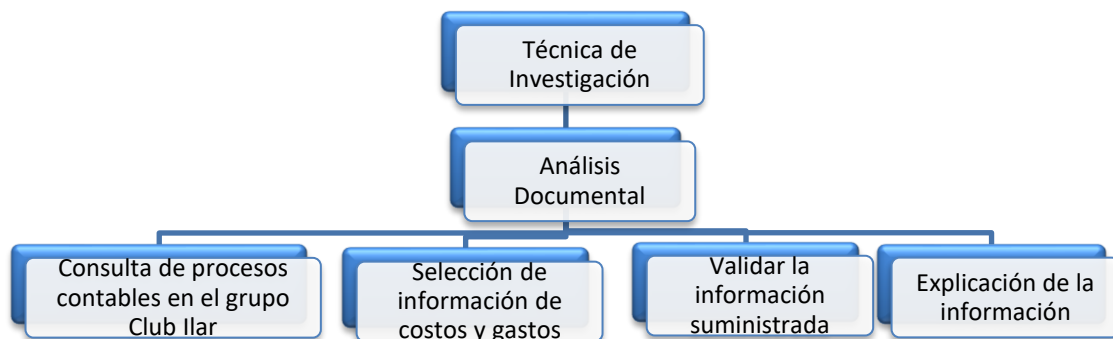 Técnica de
Investigación
Análisis
Documental
Consulta de procesos
contables en el grupo
Club Ilar
Selección de
información de
costos y gastos
Validar la
información
suministrada
Explicación de la
información